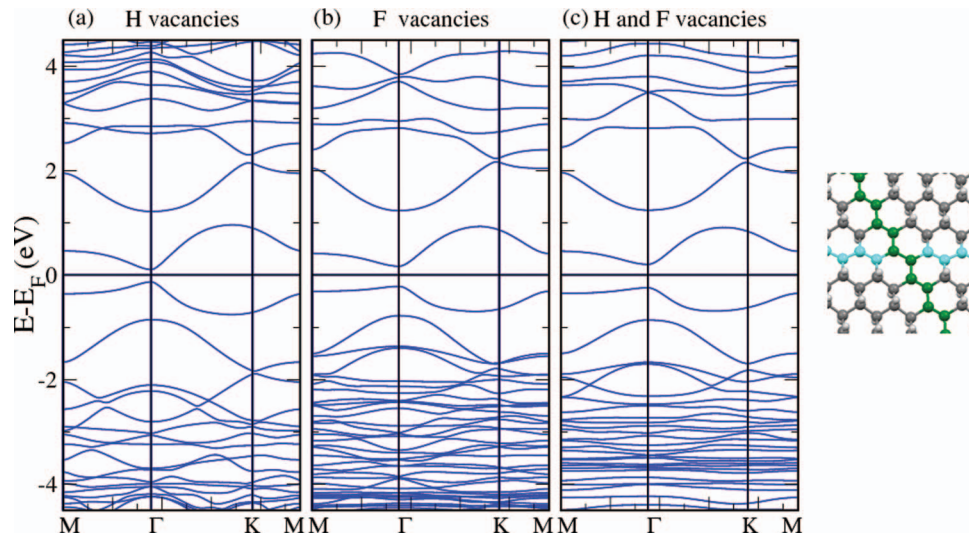 (a) H vacancies (b) F vacancies (c) H and F vacancies
4
2
0
-2
-4
E-E_F (eV)
M Γ K M Γ K M Γ K M